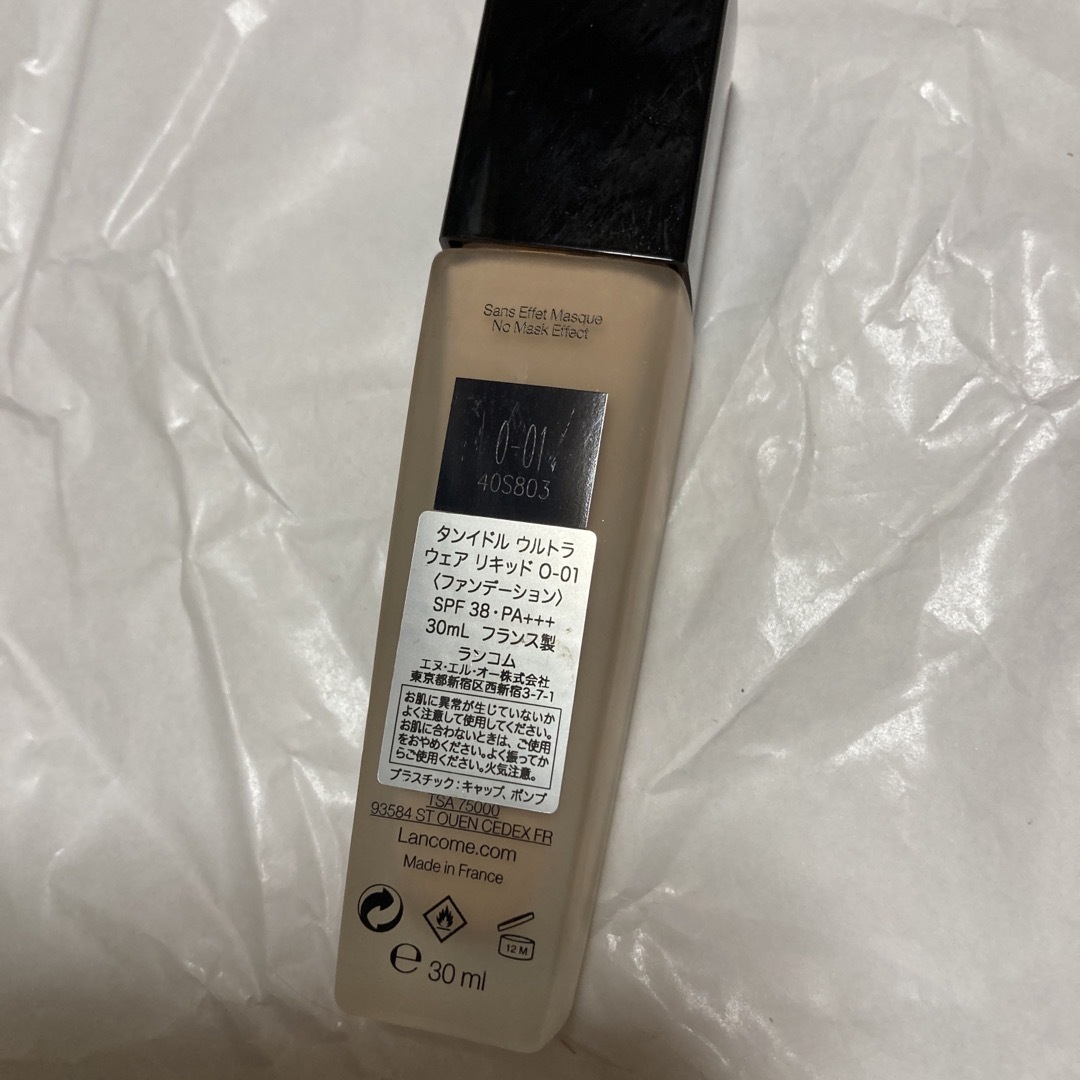 Sans Effet Masque
No Mask Effect
O-01
40S803
タンイドル ウルトラ
ウェア リキッド O-01
〈ファンデーション〉
SPF 38・PA+++
30mL フランス製
ランコム
エヌ・エル・オー株式会社
東京都新宿区西新宿3-7-1
お肌に異常が生じていないか
よく注意して使用してください。
お肌に合わないときは、ご使用
をおやめください。よく振ってか
らご使用ください。火気注意。
プラスチック:キャップ、ポンプ
TSA 75000
93584 ST OUEN CEDEX FR
Lancome.com
Made in France
12 M
e 30 ml